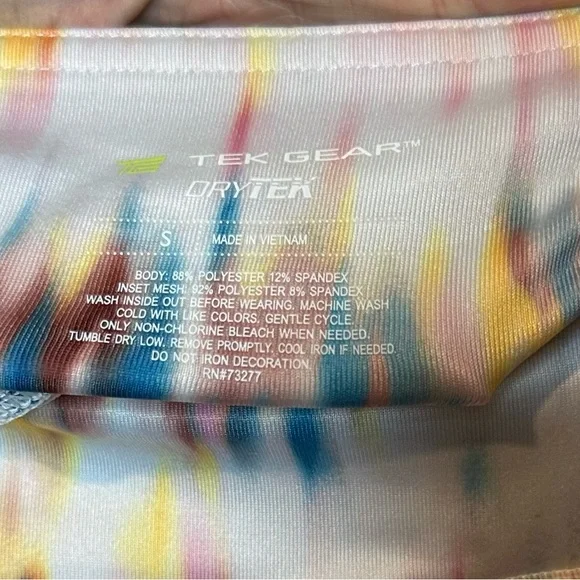 TEK GEAR™
DRYTEK
S MADE IN VIETNAM
BODY: 88% POLYESTER 12% SPANDEX
INSET MESH: 92% POLYESTER 8% SPANDEX
WASH INSIDE OUT BEFORE WEARING. MACHINE WASH
COLD WITH LIKE COLORS. GENTLE CYCLE.
ONLY NON-CHLORINE BLEACH WHEN NEEDED.
TUMBLE DRY LOW. REMOVE PROMPTLY. COOL IRON IF NEEDED.
DO NOT IRON DECORATION.
RN#73277